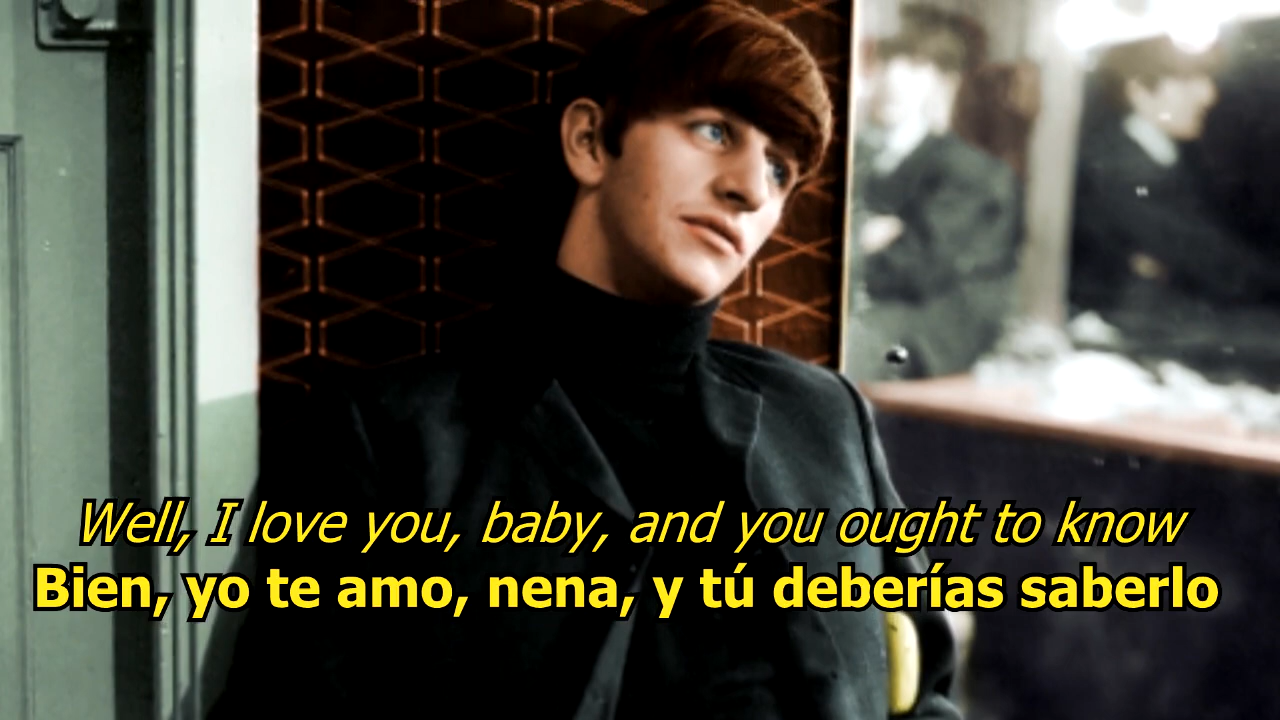 Well, I love you, baby, and you ought to know
Bien, yo te amo, nena, y tú deberías saberlo